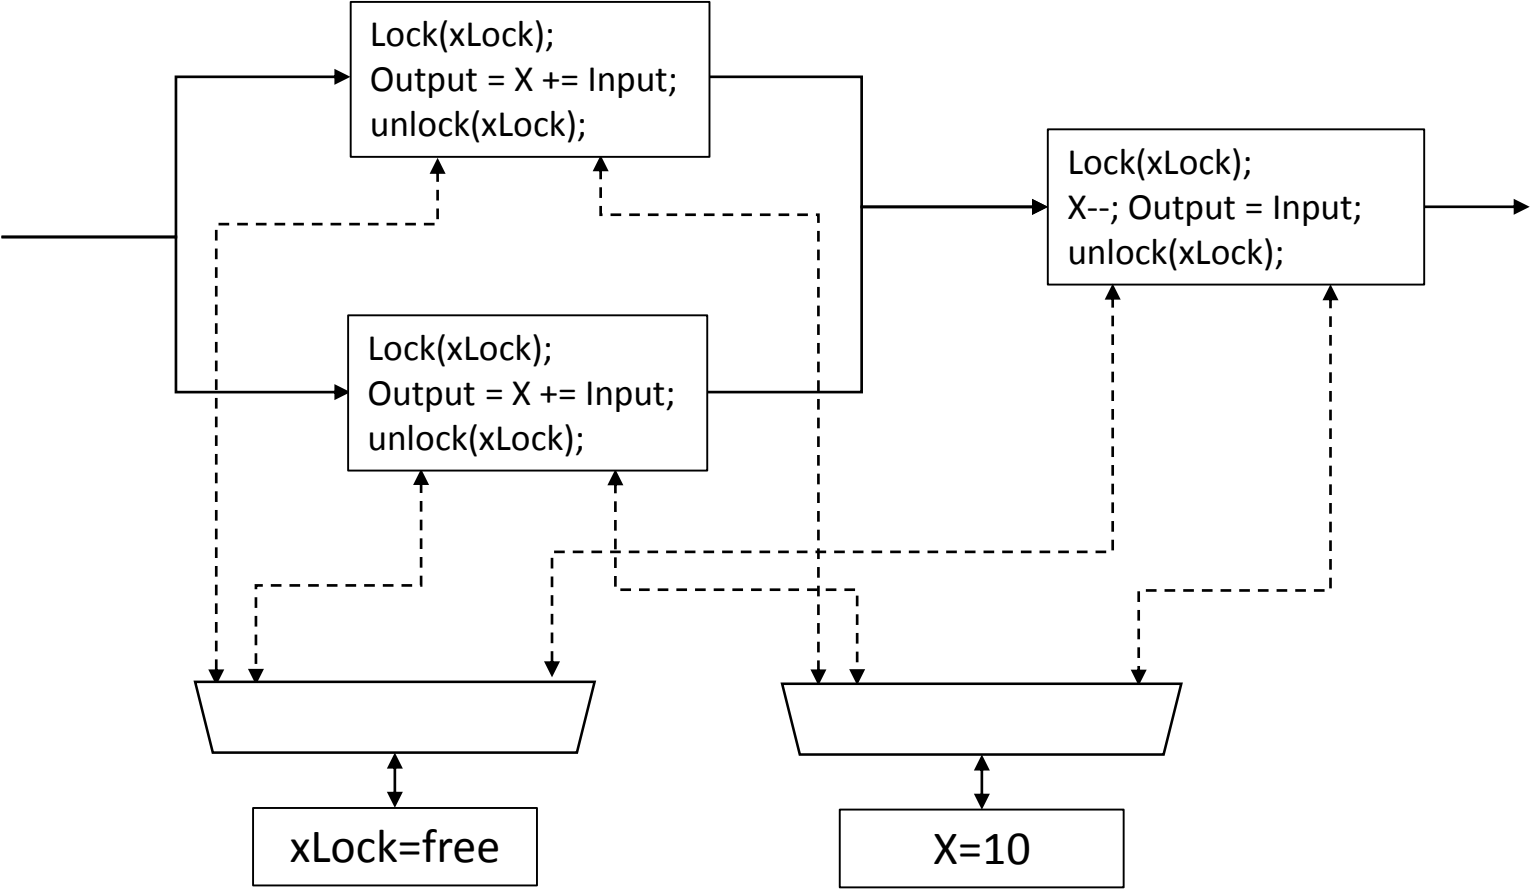 Lock(xLock);
Output = X += Input;
unlock(xLock);
Lock(xLock);
X--; Output = Input;
unlock(xLock);
Lock(xLock);
Output = X += Input;
unlock(xLock);
xLock=free
X=10